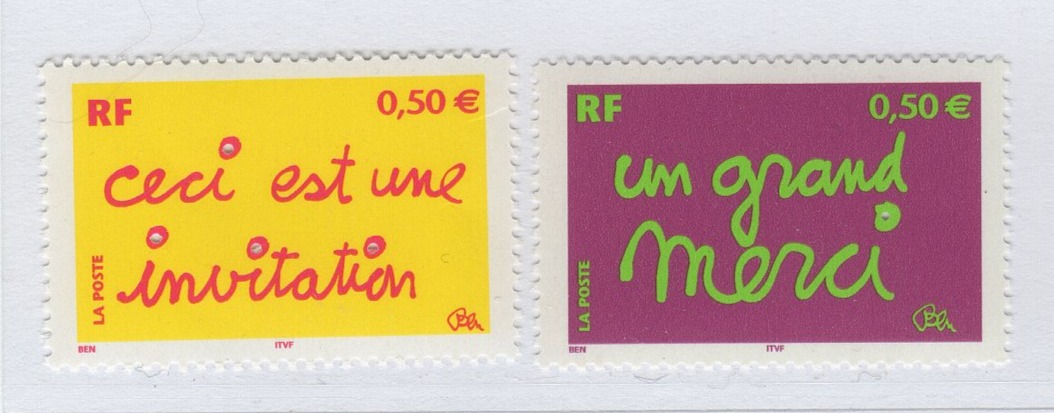 RF 0,50 €
ceci est une
invitation
LA POSTE
Ben
BEN ITVF
RF 0,50 €
un grand
merci
LA POSTE
Ben
BEN ITVF